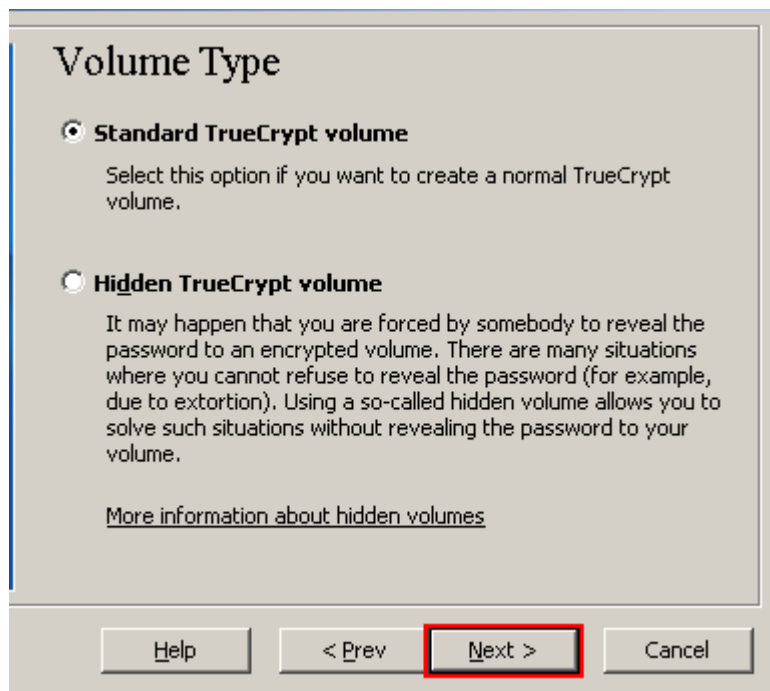 Volume Type
Standard TrueCrypt volume
Select this option if you want to create a normal TrueCrypt
volume.
Hidden TrueCrypt volume
It may happen that you are forced by somebody to reveal the
password to an encrypted volume. There are many situations
where you cannot refuse to reveal the password (for example,
due to extortion). Using a so-called hidden volume allows you to
solve such situations without revealing the password to your
volume.
More information about hidden volumes
Help < Prev Next > Cancel